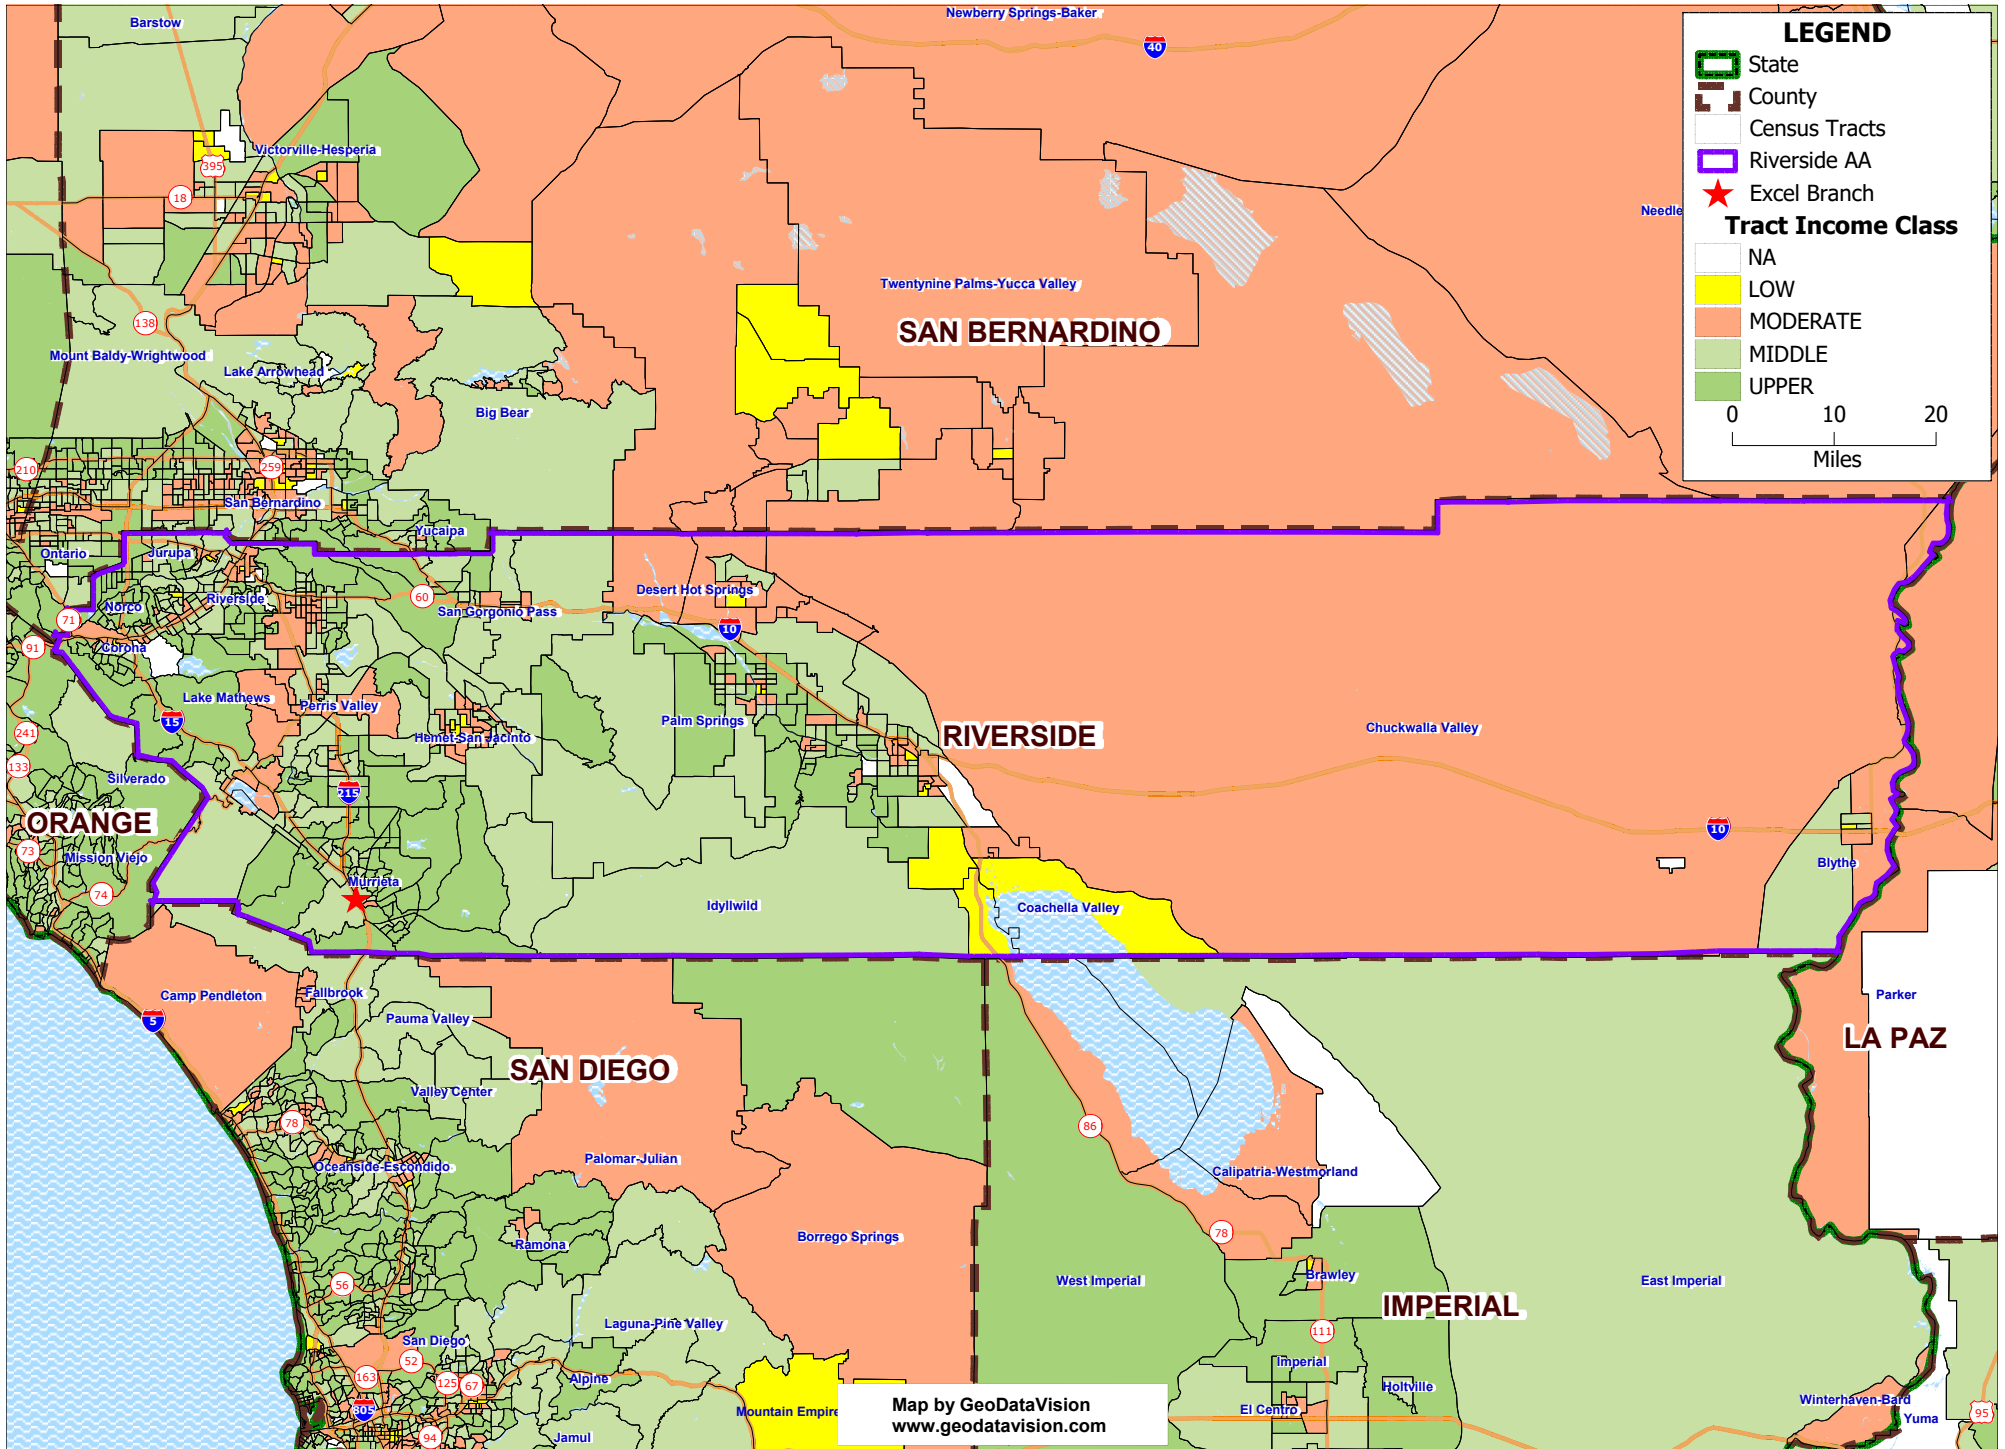 Barstow
Newberry Springs-Baker
40
LEGEND
State
County
Census Tracts
Riverside AA
Excel Branch
Tract Income Class
NA
LOW
MODERATE
MIDDLE
UPPER
0 10 20
Miles
Victorville-Hesperia
395
18
Needle
Twentynine Palms-Yucca Valley
SAN BERNARDINO
138
Mount Baldy-Wrightwood
Lake Arrowhead
Big Bear
210
259
San Bernardino
Yucaipa
Ontario
Jurupa
Norco
Riverside
60
San Gorgonio Pass
Desert Hot Springs
10
71
91
Corona
Lake Mathews
Perris Valley
15
Palm Springs
Hemet-San Jacinto
RIVERSIDE
Chuckwalla Valley
241
133
Silverado
215
ORANGE
10
73
Mission Viejo
Blythe
74
Murrieta
Idyllwild
Coachella Valley
Camp Pendleton
Fallbrook
Parker
5
Pauma Valley
LA PAZ
SAN DIEGO
Valley Center
78
86
Oceanside-Escondido
Palomar-Julian
Calipatria-Westmorland
Ramona
Borrego Springs
78
56
West Imperial
Brawley
East Imperial
IMPERIAL
Laguna-Pine Valley
111
San Diego
52
Imperial
163
125
67
Alpine
Holtville
805
Mountain Empire
Map by GeoDataVision
www.geodatavision.com
El Centro
Winterhaven-Bard
Yuma
95
94
Jamul